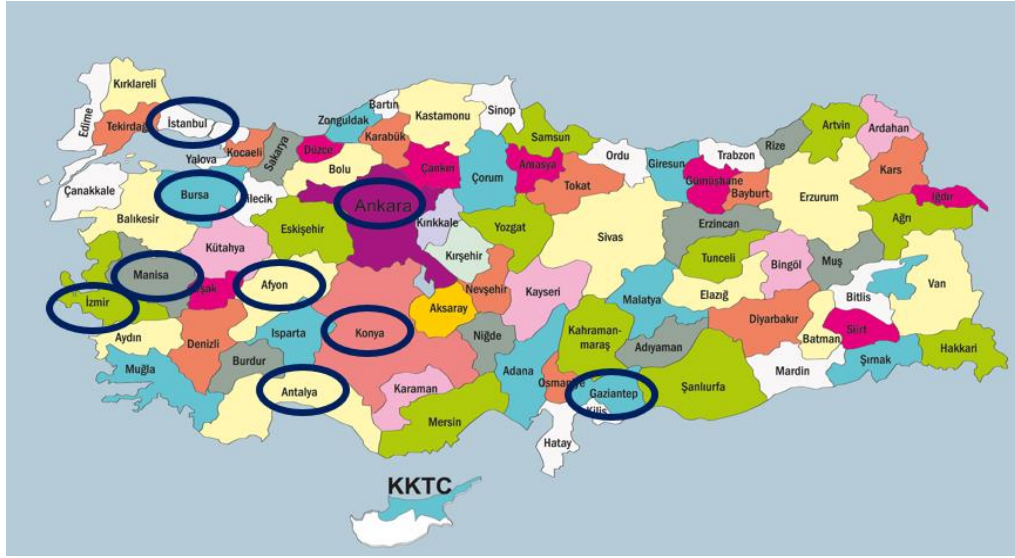 Kırklareli
Edirne
Tekirdağ
İstanbul
Yalova
Kocaeli
Sakarya
Düzce
Zonguldak
Bartın
Karabük
Kastamonu
Sinop
Samsun
Ordu
Giresun
Trabzon
Rize
Artvin
Ardahan
Çanakkale
Balıkesir
Bursa
Bilecik
Bolu
Çankırı
Çorum
Amasya
Tokat
Gümüşhane
Bayburt
Erzurum
Kars
Iğdır
Kütahya
Eskişehir
Ankara
Kırıkkale
Kırşehir
Yozgat
Sivas
Erzincan
Tunceli
Bingöl
Muş
Ağrı
İzmir
Manisa
Uşak
Afyon
Konya
Aksaray
Nevşehir
Kayseri
Malatya
Elazığ
Diyarbakır
Bitlis
Van
Aydın
Denizli
Isparta
Niğde
Kahraman-
maraş
Adıyaman
Batman
Siirt
Şırnak
Hakkari
Muğla
Burdur
Antalya
Karaman
Mersin
Adana
Osmaniye
Gaziantep
Kilis
Şanlıurfa
Mardin
Hatay
KKTC